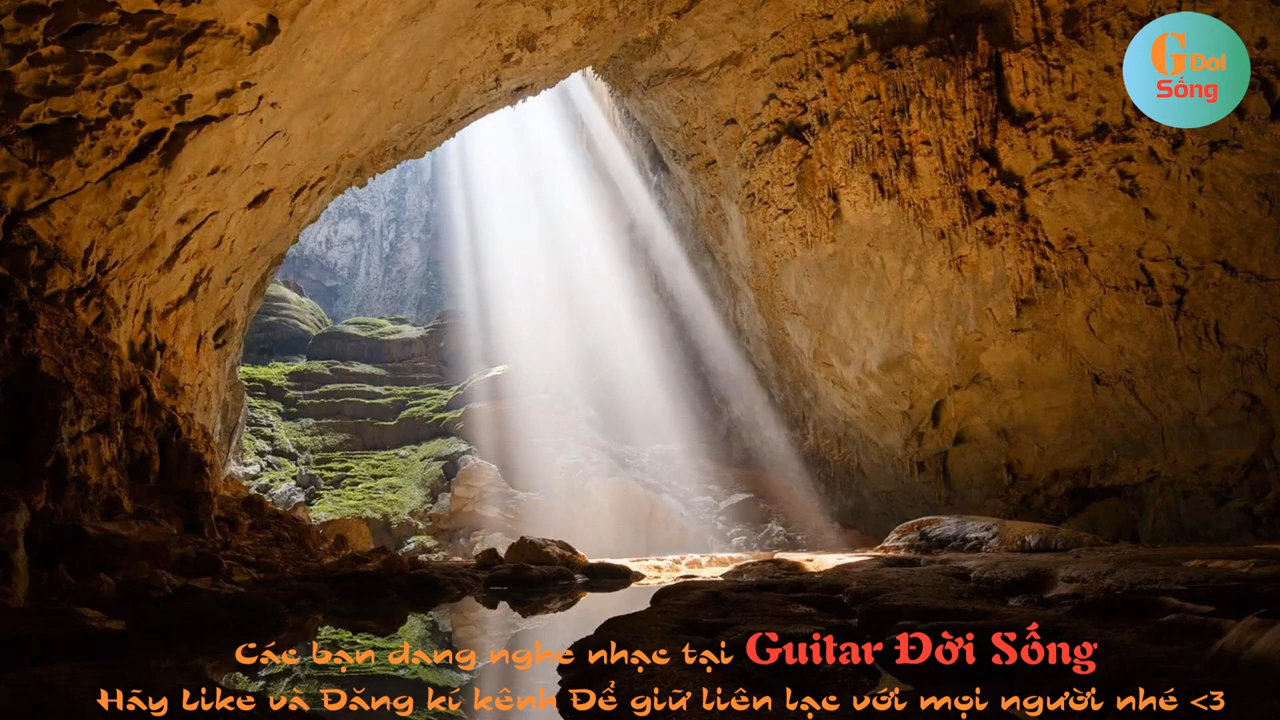 G Đời
Sống
Các bạn đang nghe nhạc tại Guitar Đời Sống
Hãy Like và Đăng kí kênh Để giữ liên lạc với mọi người nhé <3